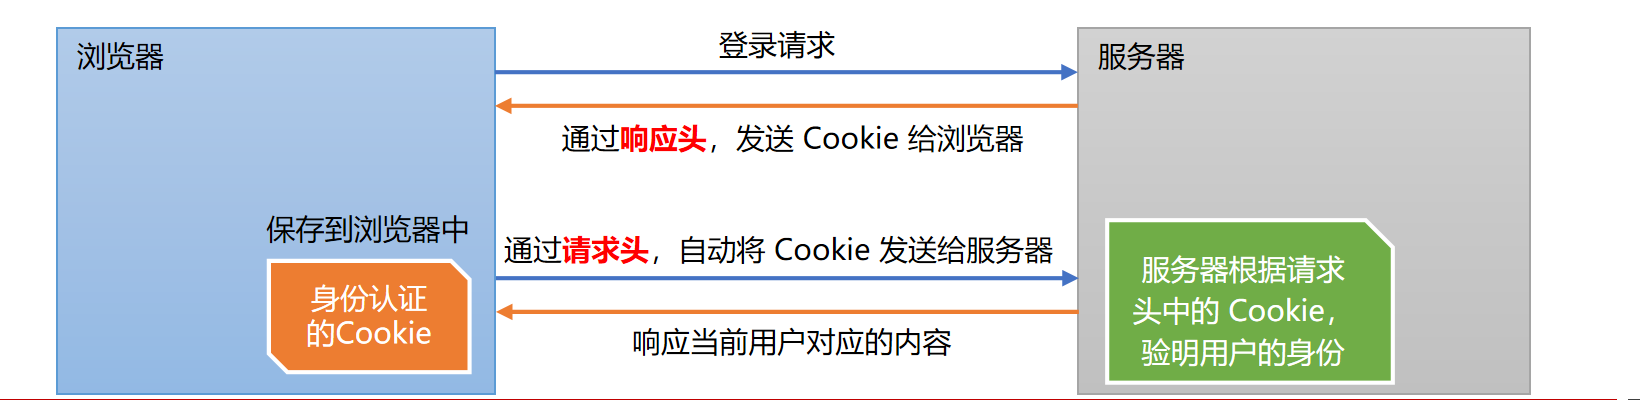 浏览器
登录请求
服务器
通过响应头，发送 Cookie 给浏览器
保存到浏览器中
通过请求头，自动将 Cookie 发送给服务器
身份认证
的Cookie
服务器根据请求
头中的 Cookie，
验明用户的身份
响应当前用户对应的内容